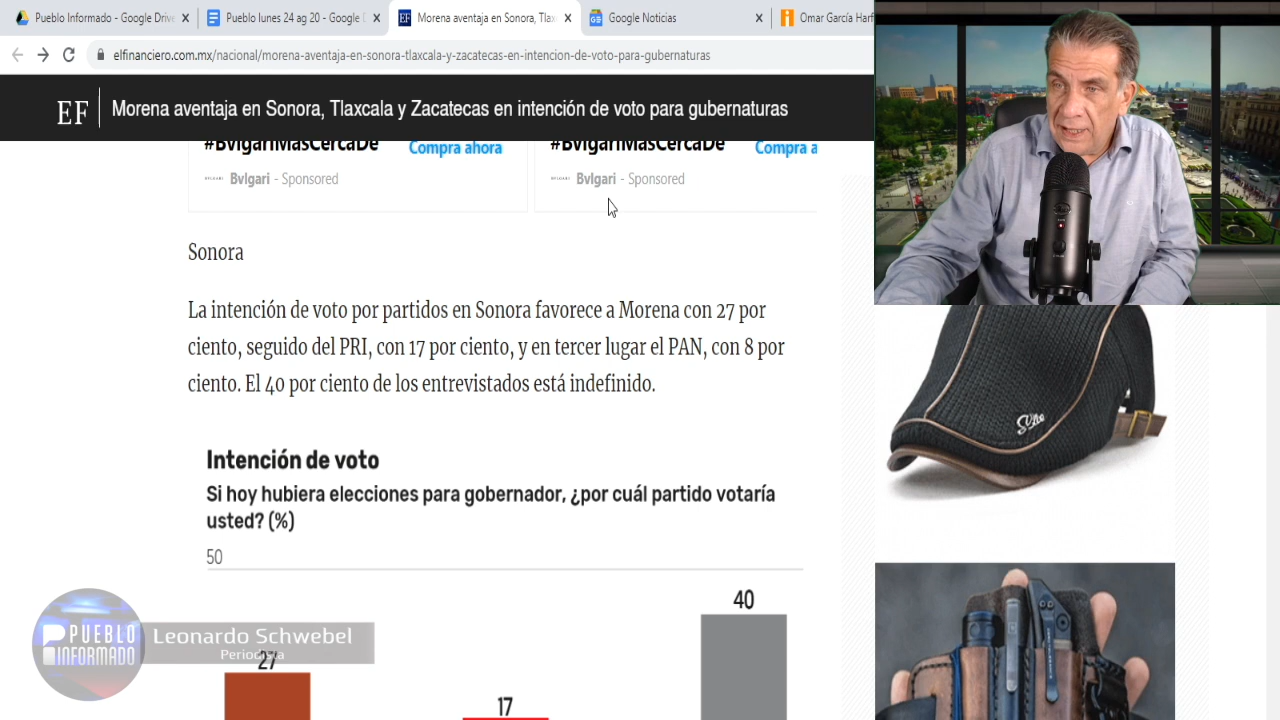 Pueblo Informado - Google Drive
Pueblo lunes 24 ag 20 - Google
Morena aventaja en Sonora, Tlax
Google Noticias
Omar García Harf
elfinanciero.com.mx/nacional/morena-aventaja-en-sonora-tlaxcala-y-zacatecas-en-intencion-de-voto-para-gubernaturas
EF Morena aventaja en Sonora, Tlaxcala y Zacatecas en intención de voto para gubernaturas
#BvlgariMasCercaDe Compra ahora
#BvlgariMasCercaDe Compra a
Bvlgari - Sponsored
Bvlgari - Sponsored
Sonora
La intención de voto por partidos en Sonora favorece a Morena con 27 por
ciento, seguido del PRI, con 17 por ciento, y en tercer lugar el PAN, con 8 por
ciento. El 40 por ciento de los entrevistados está indefinido.
Intención de voto
Si hoy hubiera elecciones para gobernador, ¿por cuál partido votaría
usted? (%)
50
40
27
17
PUEBLO
INFORMADO
Leonardo Schwebel
Periodista